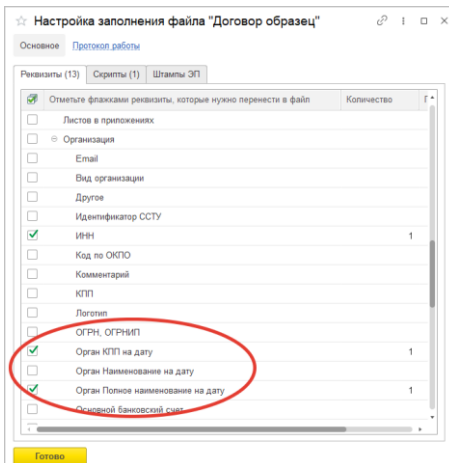 Настройка заполнения файла "Договор образец"
Основное Протокол работы
Реквизиты (13) Скрипты (1) Штампы ЭП
Отметьте флажками реквизиты, которые нужно перенести в файл Количество
Листов в приложениях
Организация
Email
Вид организации
Другое
Идентификатор ССТУ
ИНН 1
Код по ОКПО
Комментарий
КПП
Логотип
ОГРН, ОГРНИП
Орган КПП на дату 1
Орган Наименование на дату
Орган Полное наименование на дату 1
Основной банковский счет
Готово